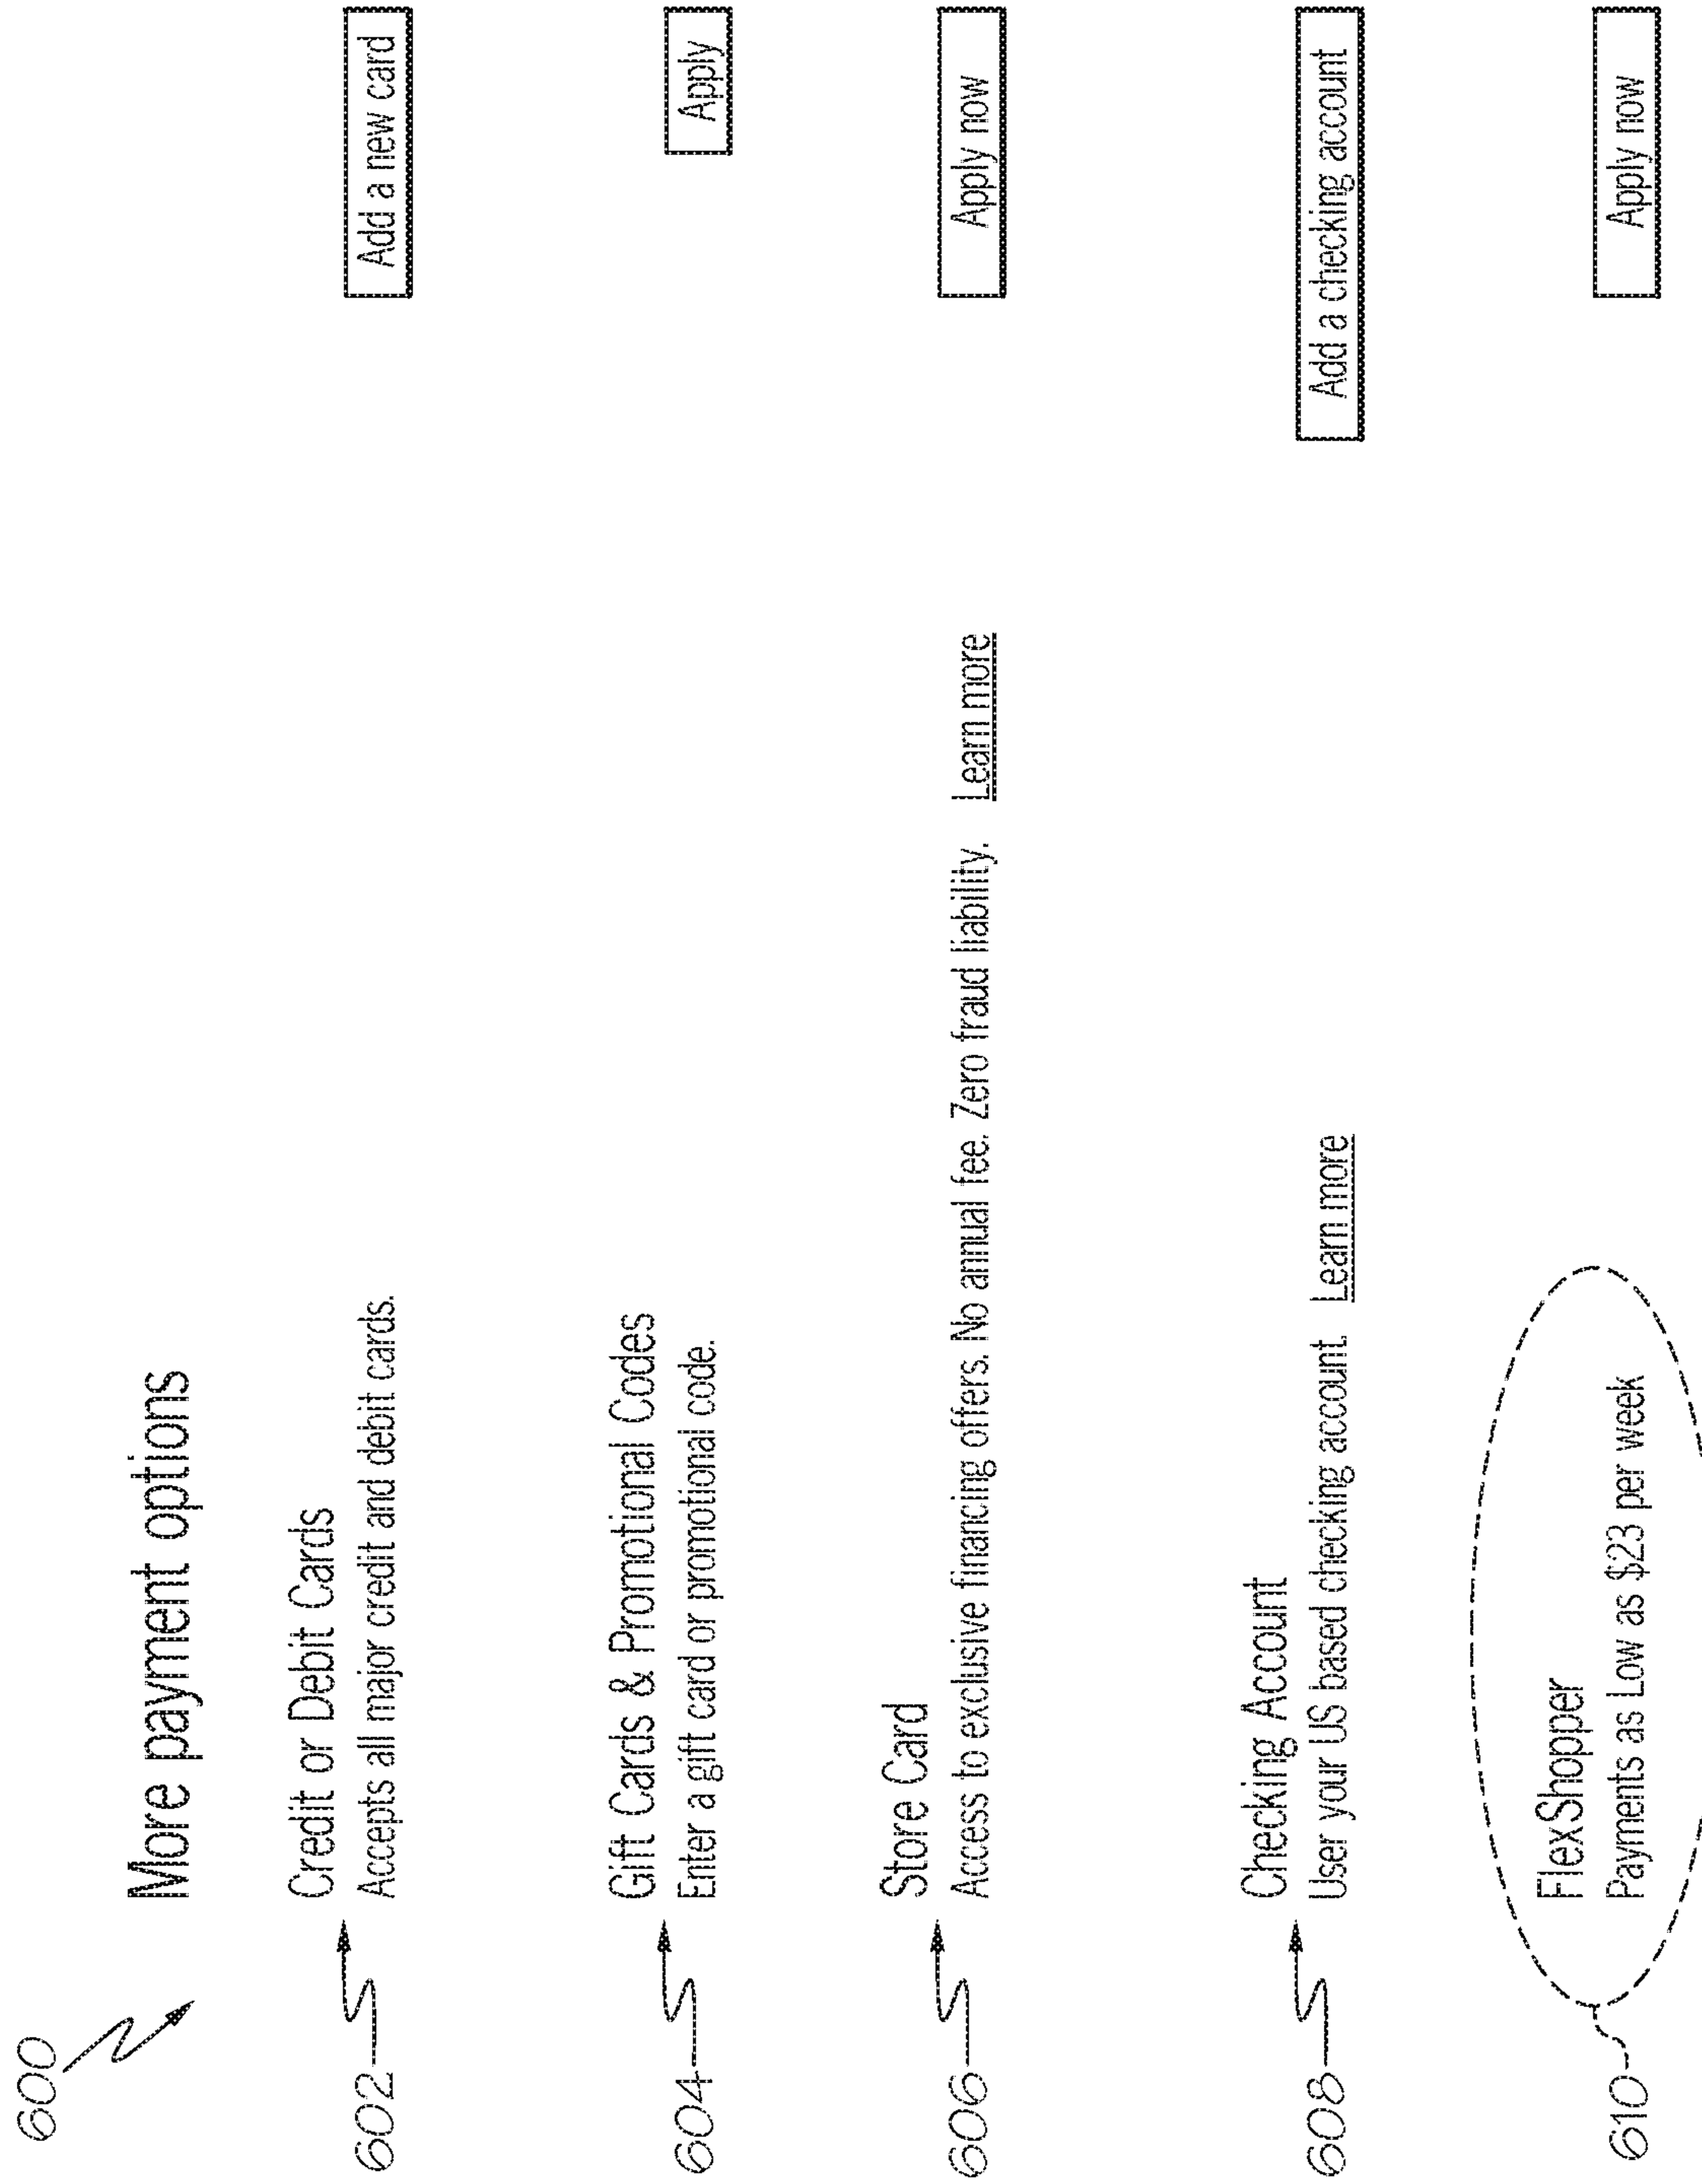 600
More payment options
602
Credit or Debit Cards
Accepts all major credit and debit cards.
Add a new card
604
Gift Cards & Promotional Codes
Enter a gift card or promotional code.
Apply
606
Store Card
Access to exclusive financing offers. No annual fee. Zero fraud liability. Learn more
Apply now
608
Checking Account
User your US based checking account. Learn more
Add a checking account
610
FlexShopper
Payments as Low as $23 per week
Apply now